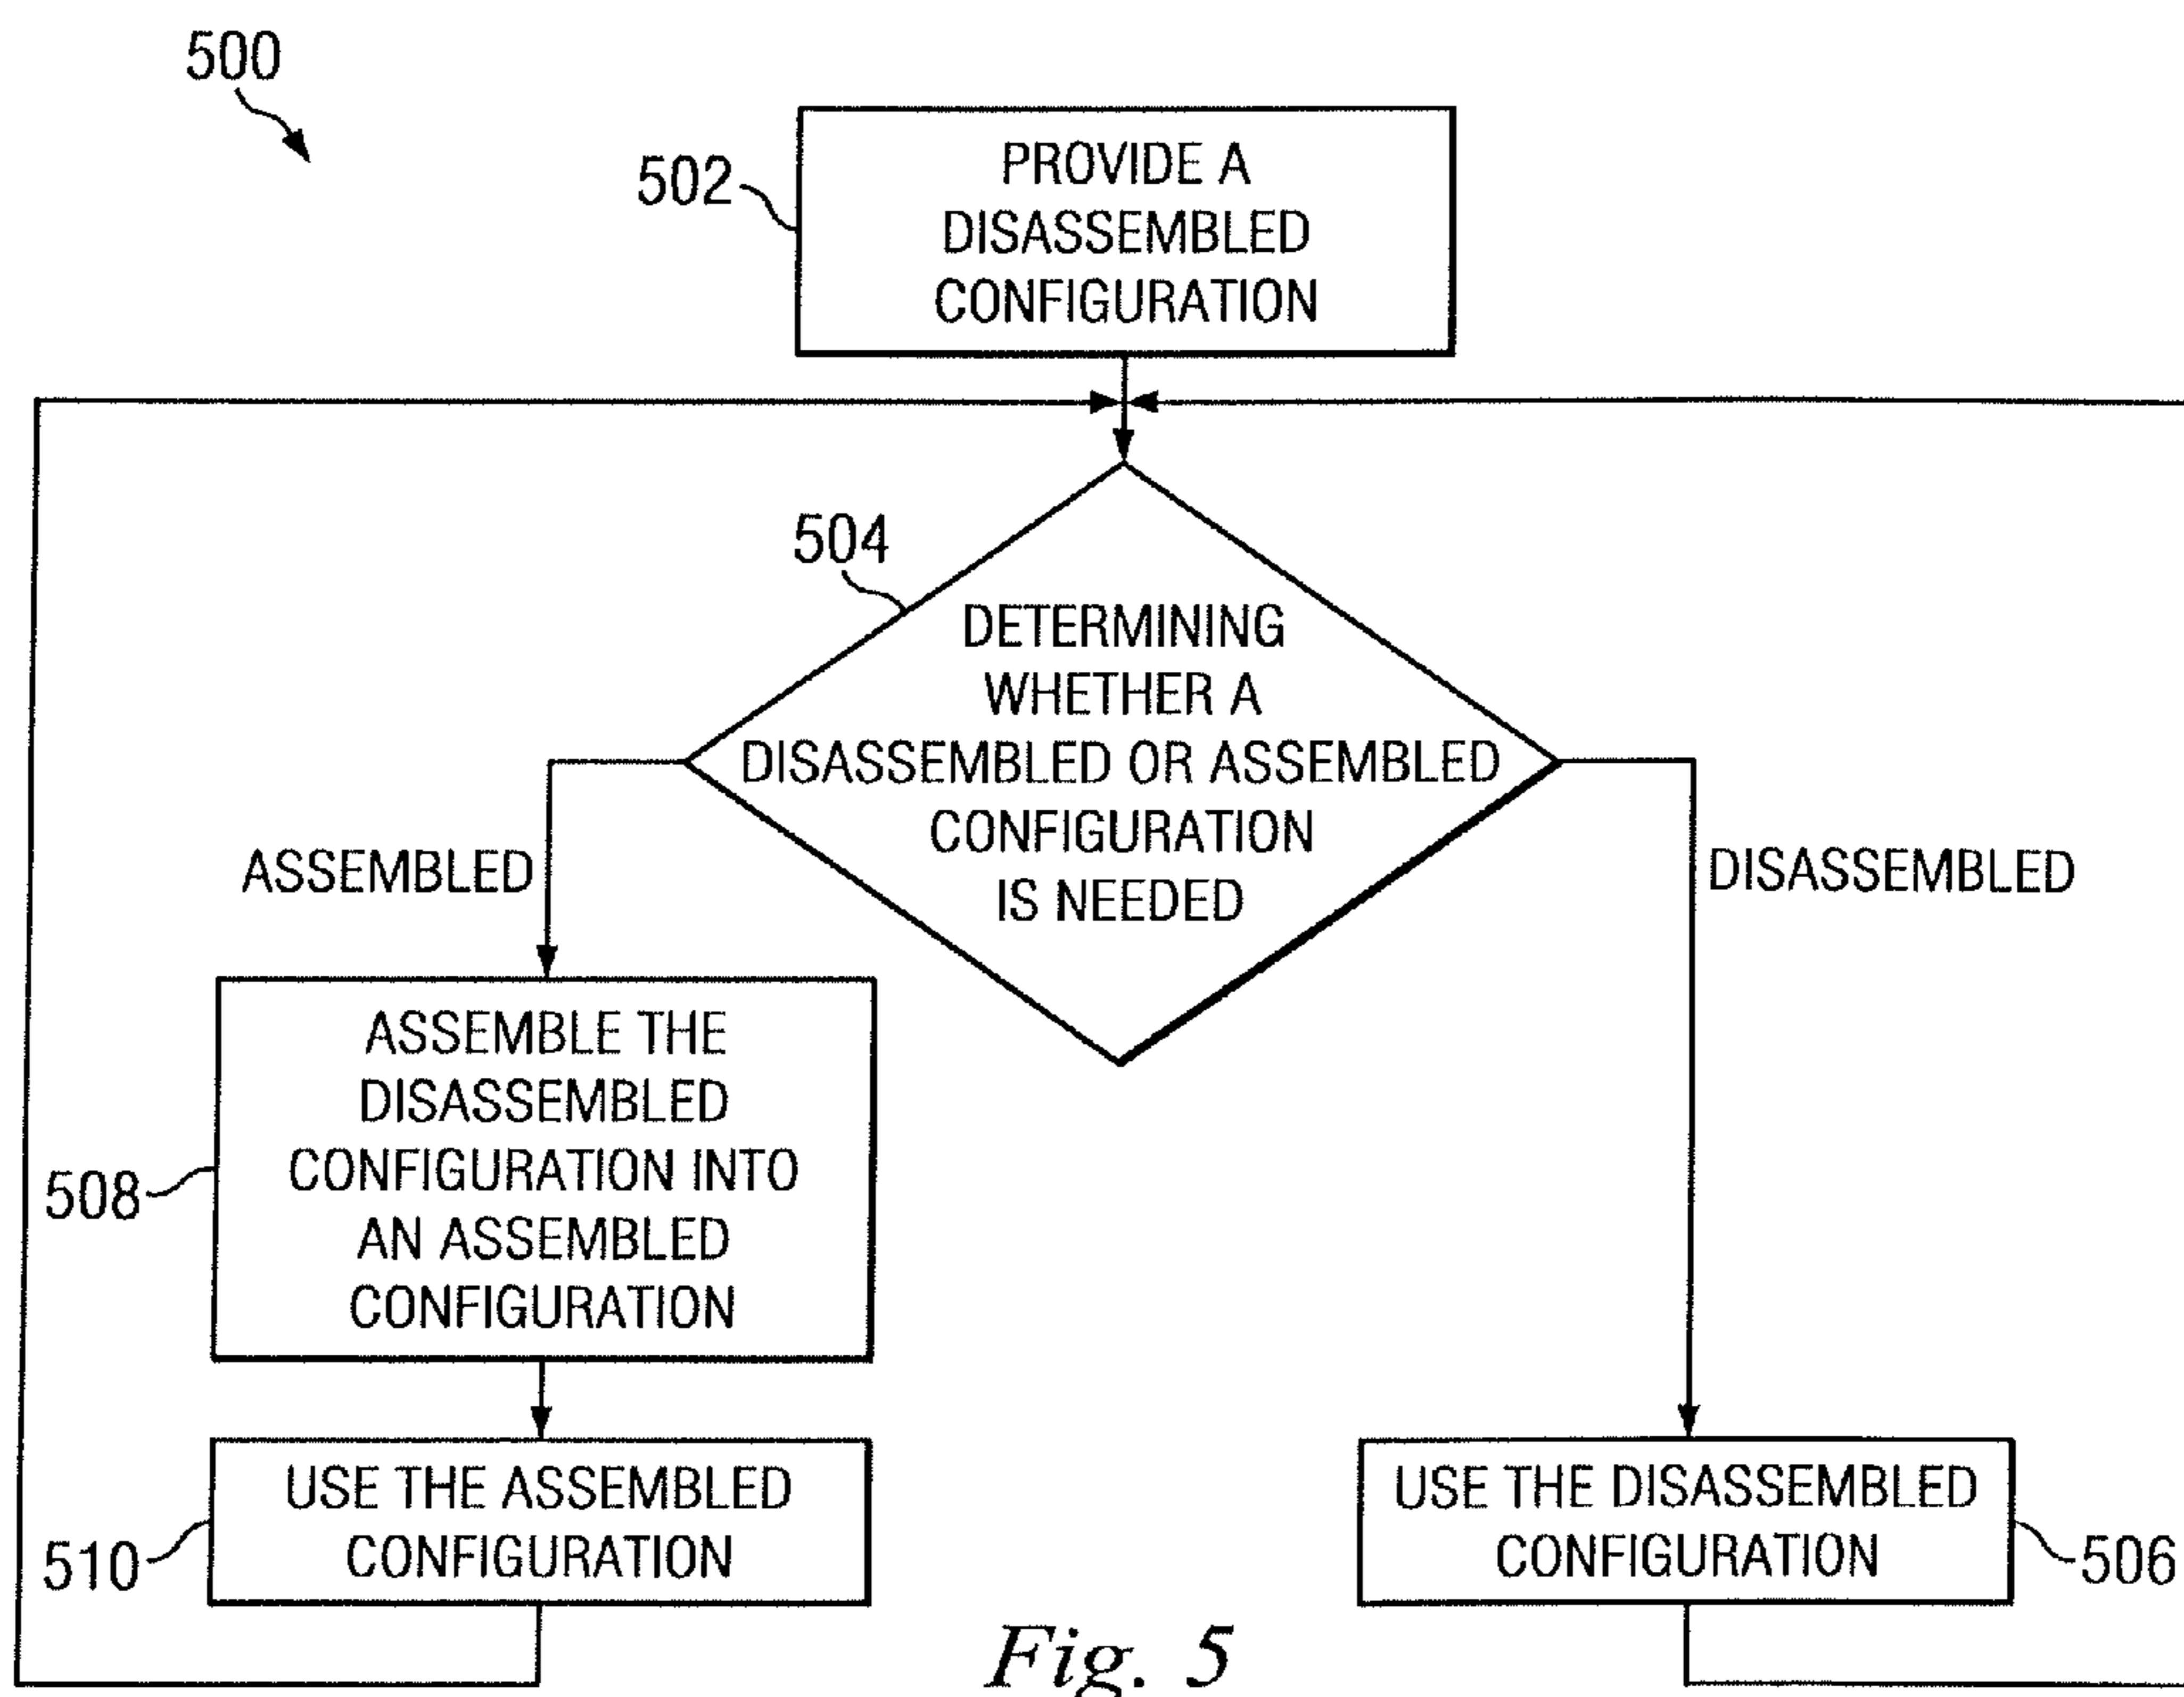 500
502
PROVIDE A
DISASSEMBLED
CONFIGURATION
504
DETERMINING
WHETHER A
DISASSEMBLED OR ASSEMBLED
CONFIGURATION
IS NEEDED
ASSEMBLED
DISASSEMBLED
508
ASSEMBLE THE
DISASSEMBLED
CONFIGURATION INTO
AN ASSEMBLED
CONFIGURATION
510
USE THE ASSEMBLED
CONFIGURATION
USE THE DISASSEMBLED
CONFIGURATION
506
Fig. 5